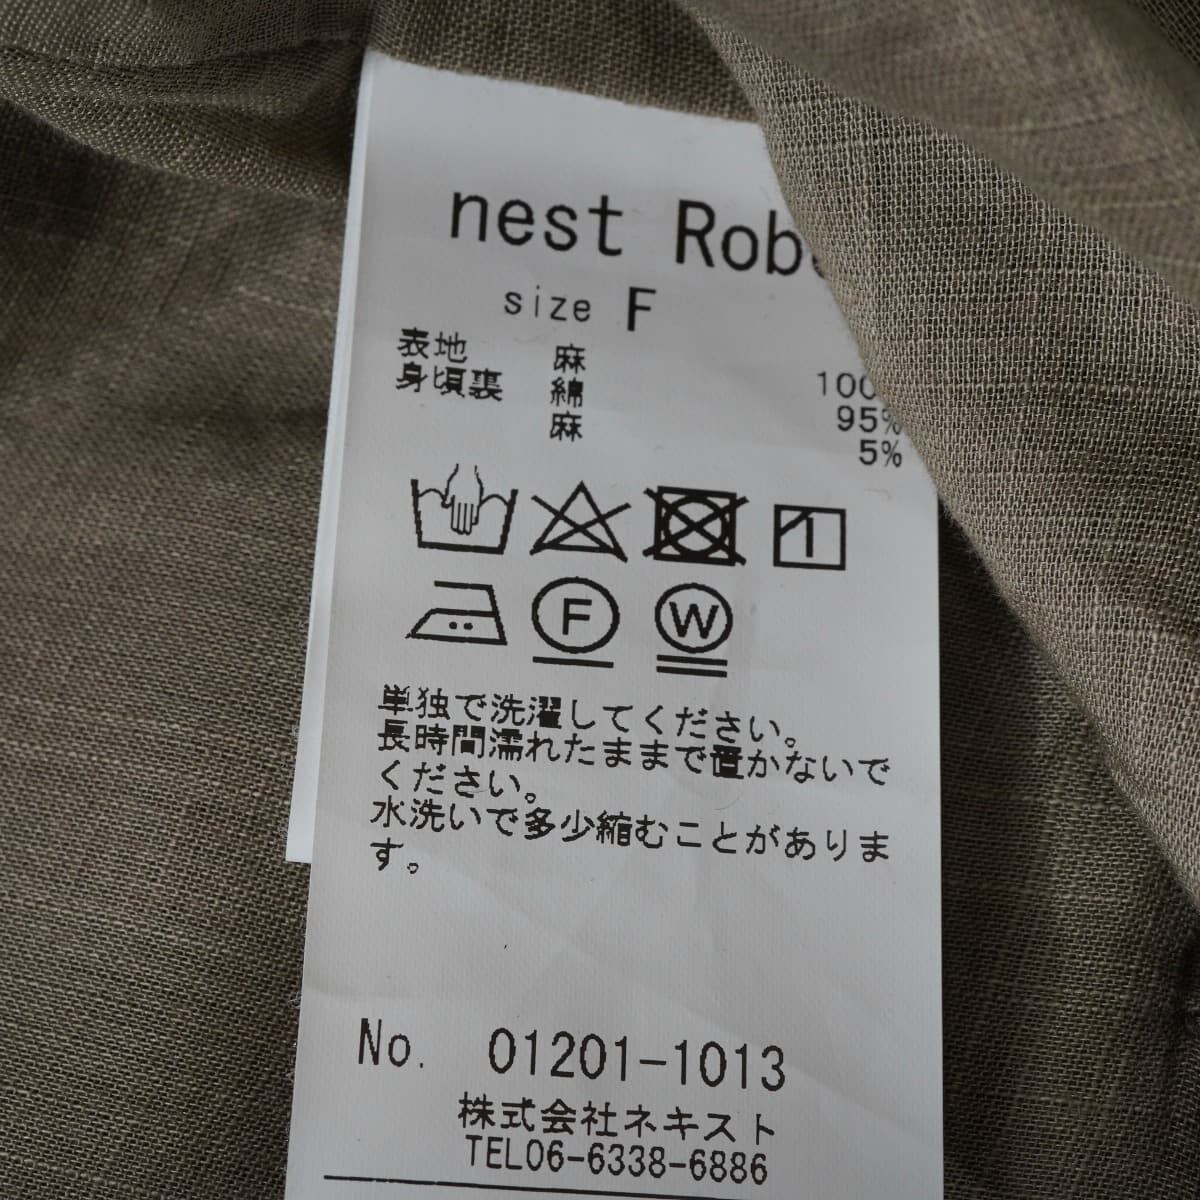 nest
size F
表地 麻
身頃裏 綿 95%
麻 5%
F W
単独で洗濯してください。
長時間濡れたままで置かないで
ください。
水洗いで多少縮むことがありま
す。
No. 01201-1013
株式会社ネキスト
TEL06-6338-6886